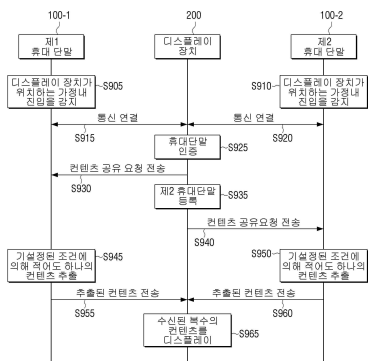 100-1
200
100-2
제1
휴대 단말
디스플레이
장치
제2
휴대 단말
디스플레이 장치가
위치하는 가정내
진입을 감지
S905
디스플레이 장치가
위치하는 가정내
진입을 감지
S910
통신 연결
S915
통신 연결
S920
휴대단말
인증
S925
컨텐츠 공유 요청 전송
S930
제2 휴대단말
등록
S935
컨텐츠 공유요청 전송
S940
기설정된 조건에
의해 적어도 하나의
컨텐츠 추출
S945
기설정된 조건에
의해 적어도 하나의
컨텐츠 추출
S950
추출된 컨텐츠 전송
S955
추출된 컨텐츠 전송
S960
수신된 복수의
컨텐츠를
디스플레이
S965